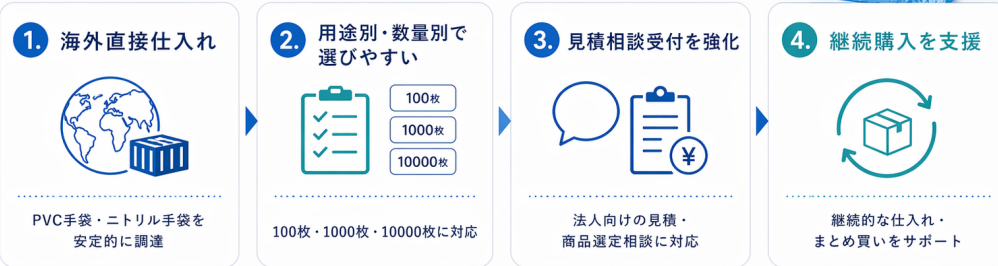 1. 海外直接仕入れ
PVC手袋・ニトリル手袋を
安定的に調達
2. 用途別・数量別で
選びやすい
100枚
1000枚
10000枚
100枚・1000枚・10000枚に対応
3. 見積相談受付を強化
¥
法人向けの見積・
商品選定相談に対応
4. 継続購入を支援
継続的な仕入れ・
まとめ買いをサポート